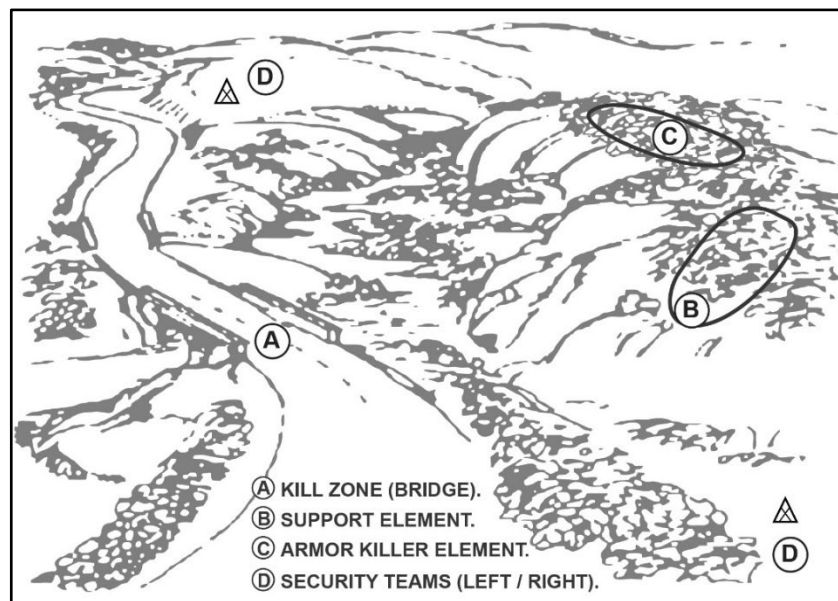 D
C
B
A
Ⓐ KILL ZONE (BRIDGE).
Ⓑ SUPPORT ELEMENT.
Ⓒ ARMOR KILLER ELEMENT.
Ⓓ SECURITY TEAMS (LEFT / RIGHT).
D